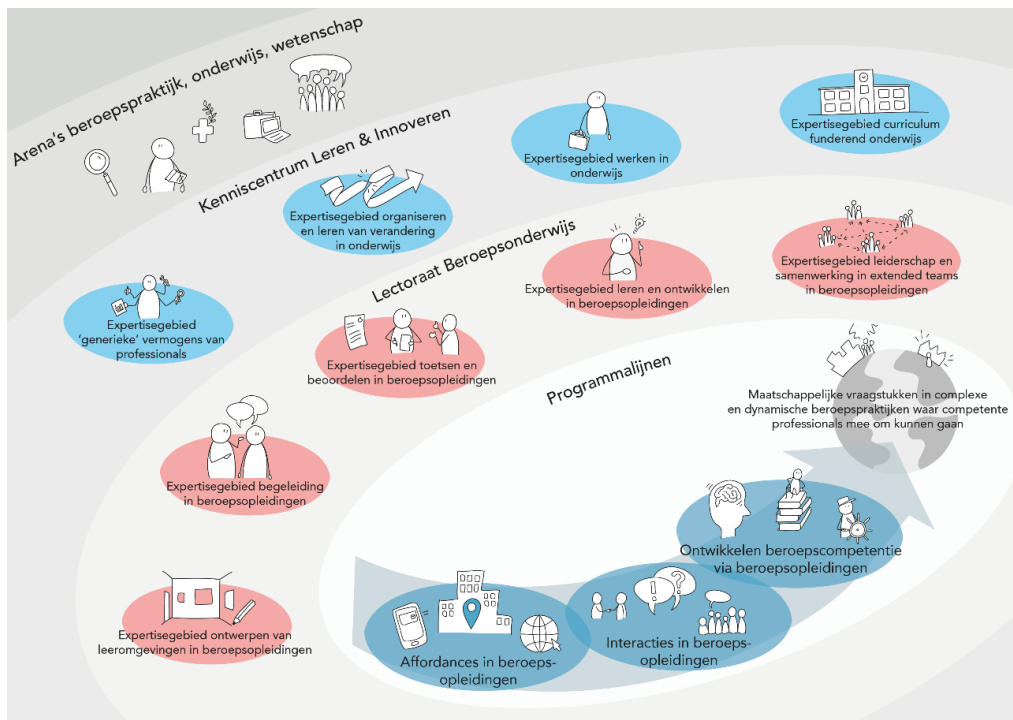 Arena's beroepspraktijk, onderwijs, wetenschap
Kenniscentrum Leren & Innoveren
Expertisegebied curriculum
funderend onderwijs
Expertisegebied werken in
onderwijs
Expertisegebied organiseren
en leren van verandering
in onderwijs
Expertisegebied
'generieke' vermogens van
professionals
Lectoraat Beroepsonderwijs
Expertisegebied leiderschap en
samenwerking in extended teams
in beroepsopleidingen
Expertisegebied leren en ontwikkelen
in beroepsopleidingen
Expertisegebied toetsen en
beoordelen in beroepsopleidingen
Expertisegebied begeleiding
in beroepsopleidingen
Expertisegebied ontwerpen van
leeromgevingen in beroepsopleidingen
Programmalijnen
Maatschappelijke vraagstukken in complexe
en dynamische beroepspraktijken waar competente
professionals mee om kunnen gaan
Ontwikkelen beroepscompetentie
via beroepsopleidingen
Interacties in beroeps-
opleidingen
Affordances in beroeps-
opleidingen